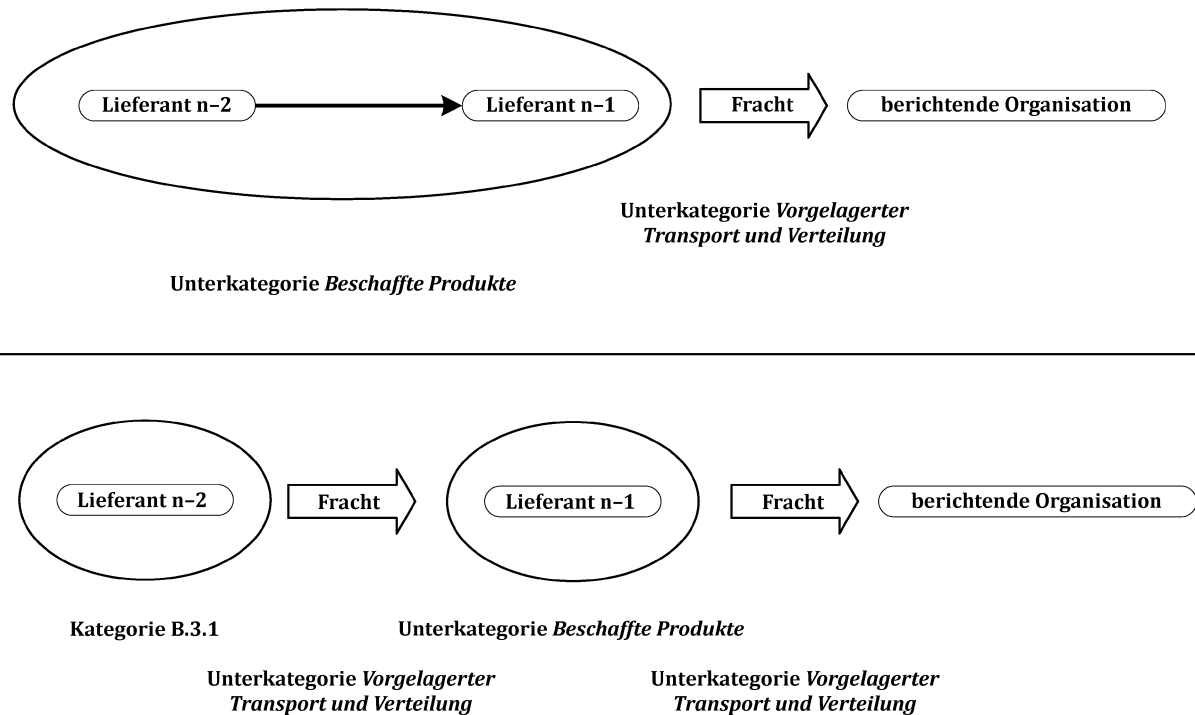 Lieferant n–2
Lieferant n–1
Fracht
berichtende Organisation
Unterkategorie Vorgelagerter
Transport und Verteilung
Unterkategorie Beschaffte Produkte
Lieferant n–2
Fracht
Lieferant n–1
Fracht
berichtende Organisation
Kategorie B.3.1
Unterkategorie Beschaffte Produkte
Unterkategorie Vorgelagerter
Transport und Verteilung
Unterkategorie Vorgelagerter
Transport und Verteilung